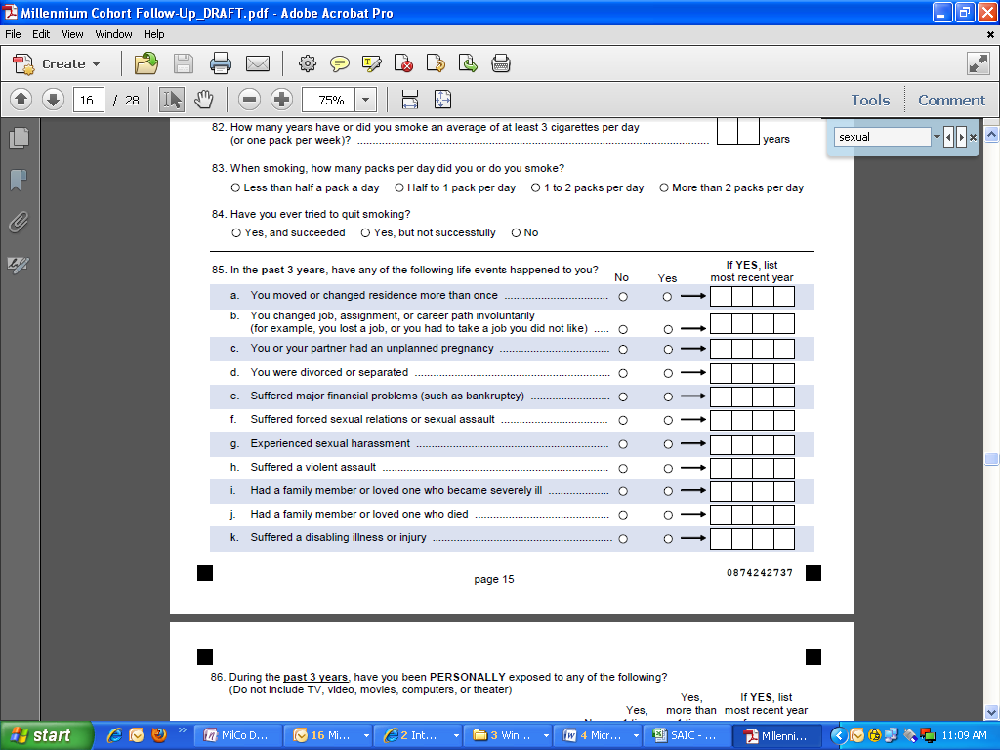 Millennium Cohort Follow-Up_DRAFT.pdf - Adobe Acrobat Pro
File Edit View Window Help
Create
16 / 28 75% Tools Comment
sexual
82. How many years have or did you smoke an average of at least 3 cigarettes per day
(or one pack per week)? ........ years
83. When smoking, how many packs per day did you or do you smoke?
Less than half a pack a day Half to 1 pack per day 1 to 2 packs per day More than 2 packs per day
84. Have you ever tried to quit smoking?
Yes, and succeeded Yes, but not successfully No
85. In the past 3 years, have any of the following life events happened to you? No Yes If YES, list
most recent year
a. You moved or changed residence more than once ........
b. You changed job, assignment, or career path involuntarily
(for example, you lost a job, or you had to take a job you did not like) .....
c. You or your partner had an unplanned pregnancy ........
d. You were divorced or separated ........
e. Suffered major financial problems (such as bankruptcy) ........
f. Suffered forced sexual relations or sexual assault ........
g. Experienced sexual harassment ........
h. Suffered a violent assault ........
i. Had a family member or loved one who became severely ill ........
j. Had a family member or loved one who died ........
k. Suffered a disabling illness or injury ........
page 15
0874242737
86. During the past 3 years, have you been PERSONALLY exposed to any of the following?
(Do not include TV, video, movies, computers, or theater)
Yes, If YES, list
Yes, more than most recent year
start MilCo D... 16 Mi... 2 Int... 3 Win... 4 Micr... SAIC - ... Millenni... 11:09 AM